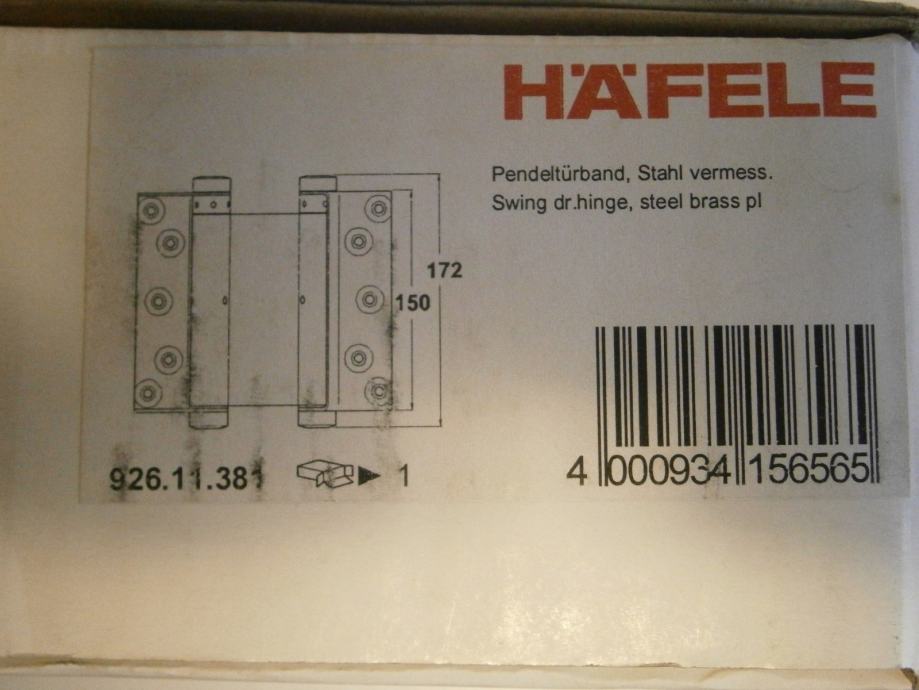 HÄFELE
Pendeltürband, Stahl vermess.
Swing dr.hinge, steel brass pl
172
150
926.11.381
1
4 000934 156565